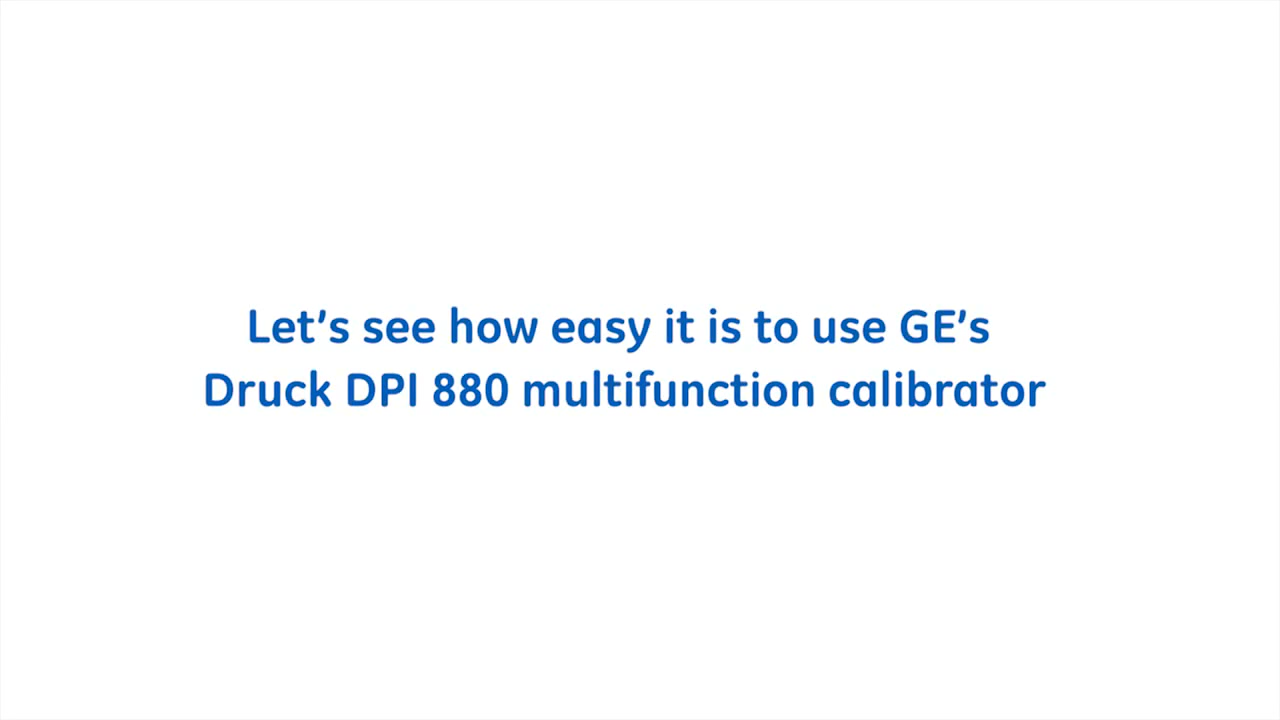 Let’s see how easy it is to use GE’s
Druck DPI 880 multifunction calibrator